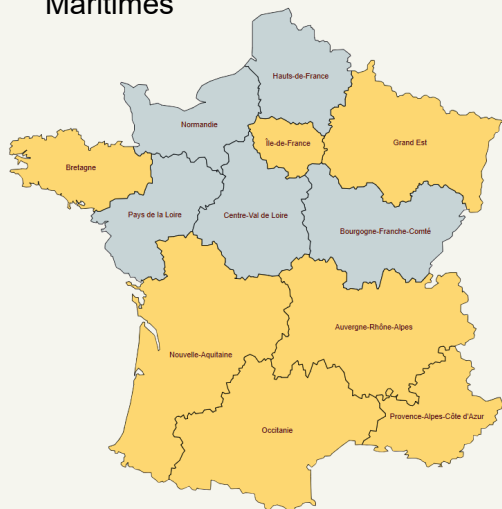 Maritimes
Hauts-de-France
Normandie
Île-de-France
Grand Est
Bretagne
Pays de la Loire
Centre-Val de Loire
Bourgogne-Franche-Comté
Auvergne-Rhône-Alpes
Nouvelle-Aquitaine
Provence-Alpes-Côte d'Azur
Occitanie